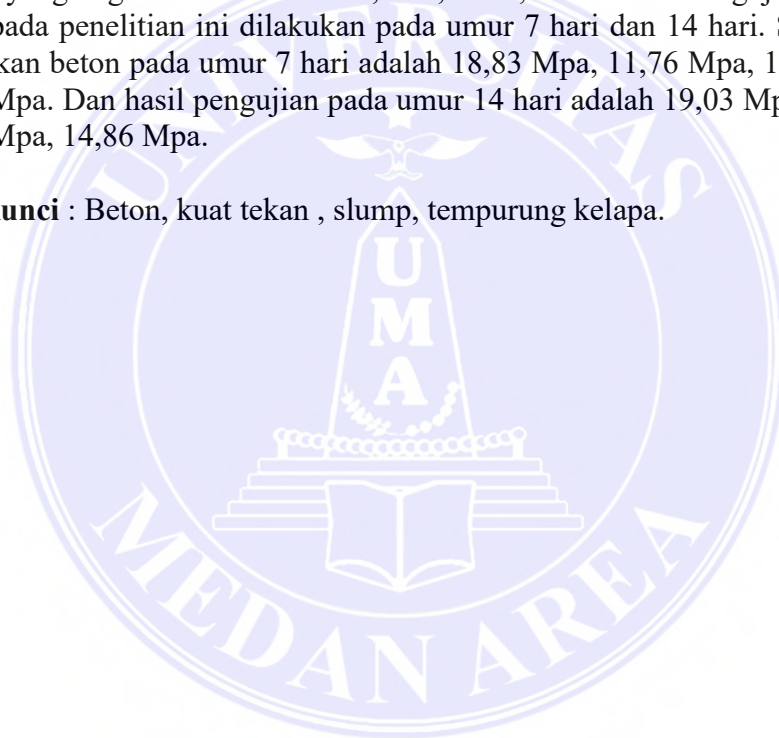 pada penelitian ini dilakukan pada umur 7 hari dan 14 hari.
kan beton pada umur 7 hari adalah 18,83 Mpa, 11,76 Mpa,
Mpa. Dan hasil pengujian pada umur 14 hari adalah 19,03
Mpa, 14,86 Mpa.
unci : Beton, kuat tekan , slump, tempurung kelapa.
UNIVERSITAS
U
M
A
MEDAN AREA